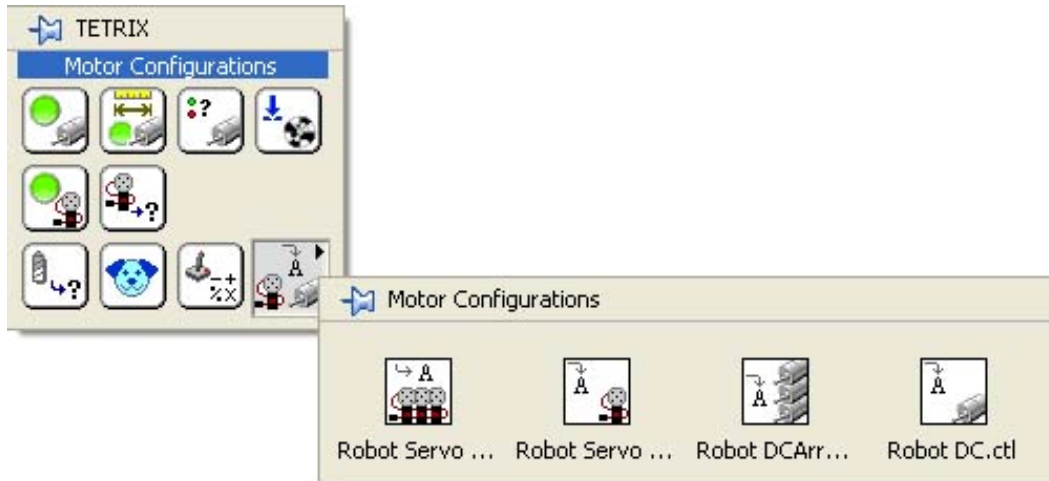 TETRIX
Motor Configurations
?
?
?
A
- +
% X
Motor Configurations
A
A
A
A
Robot Servo ... Robot Servo ... Robot DCArr... Robot DC.ctl